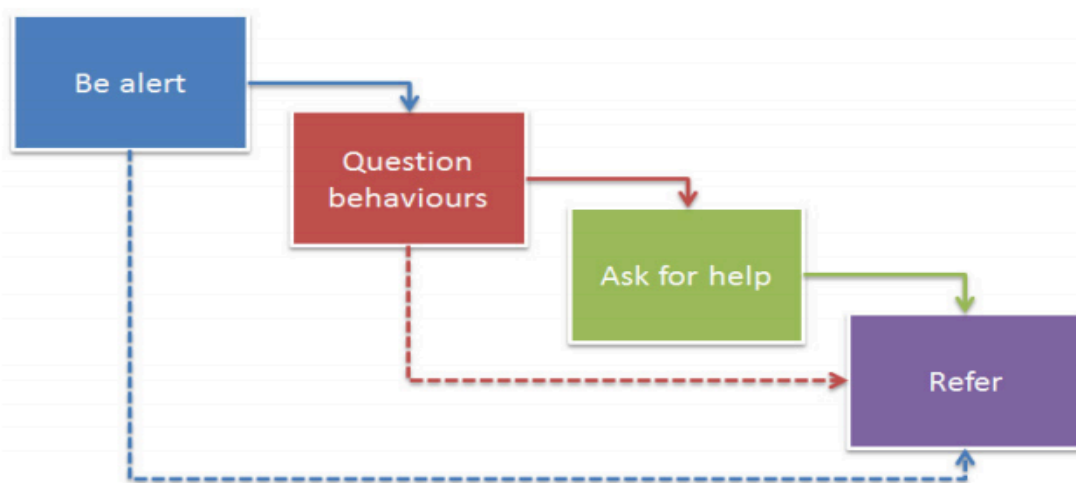 Be alert
Question
behaviours
Ask for help
Refer